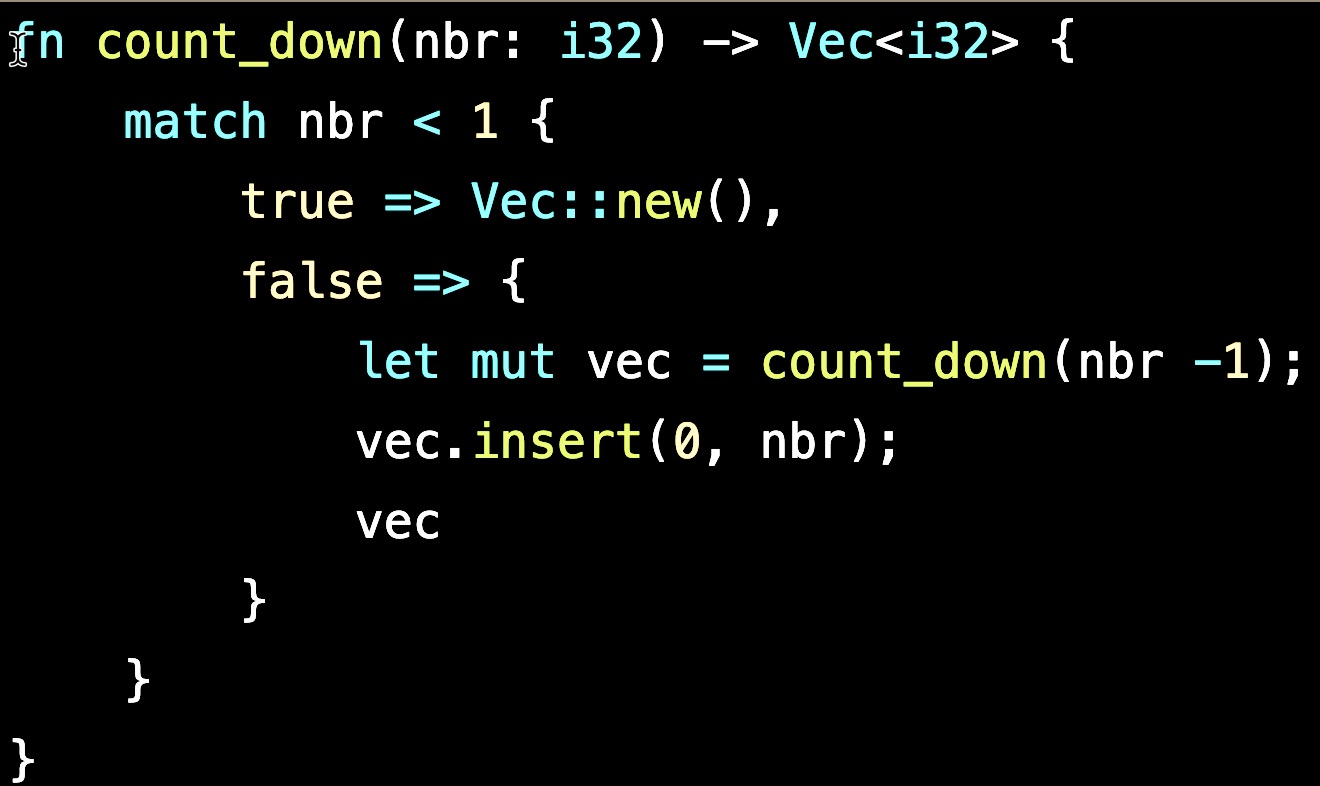 fn count_down(nbr: i32) -> Vec<i32> {
    match nbr < 1 {
        true => Vec::new(),
        false => {
            let mut vec = count_down(nbr -1);
            vec.insert(0, nbr);
            vec
        }
    }
}